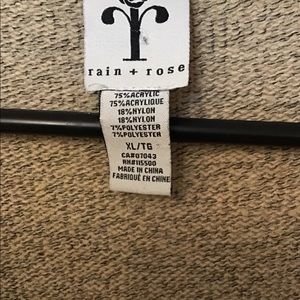 rain + rose
75%ACRYLIC
75%ACRYLIQUE
18%NYLON
18%NYLON
7%POLYESTER
7%POLYESTER
XL/TG
CA#07043
RN#115500
MADE IN CHINA
FABRIQUÉ EN CHINE